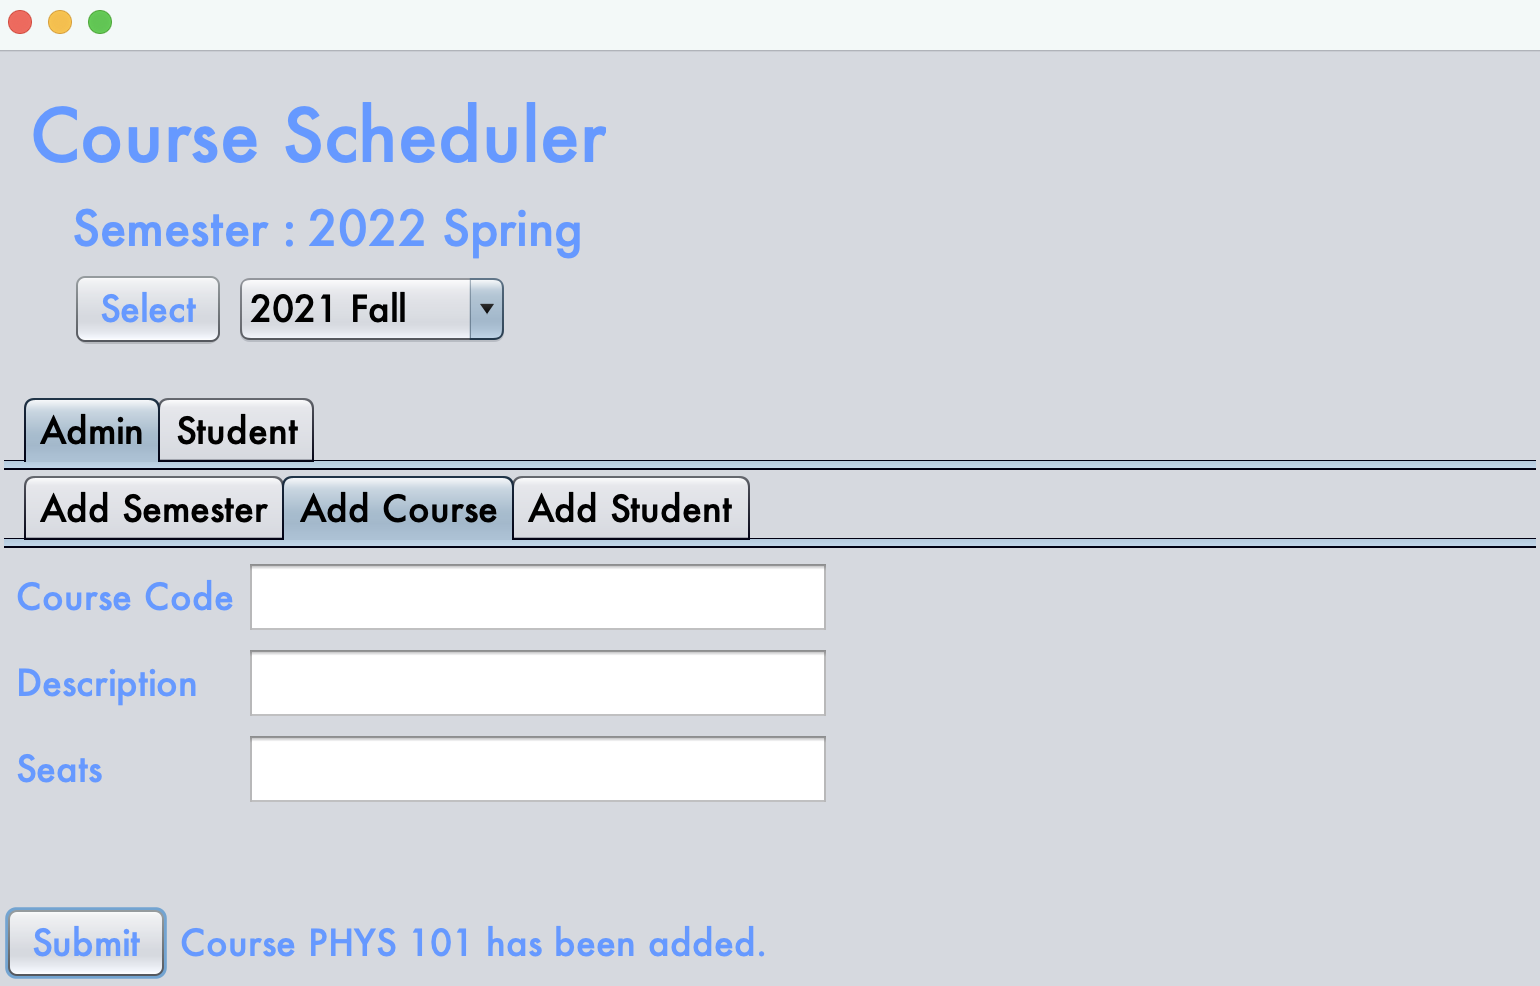 Course Scheduler
Semester : 2022 Spring
Select 2021 Fall
Admin Student
Add Semester Add Course Add Student
Course Code
Description
Seats
Submit Course PHYS 101 has been added.